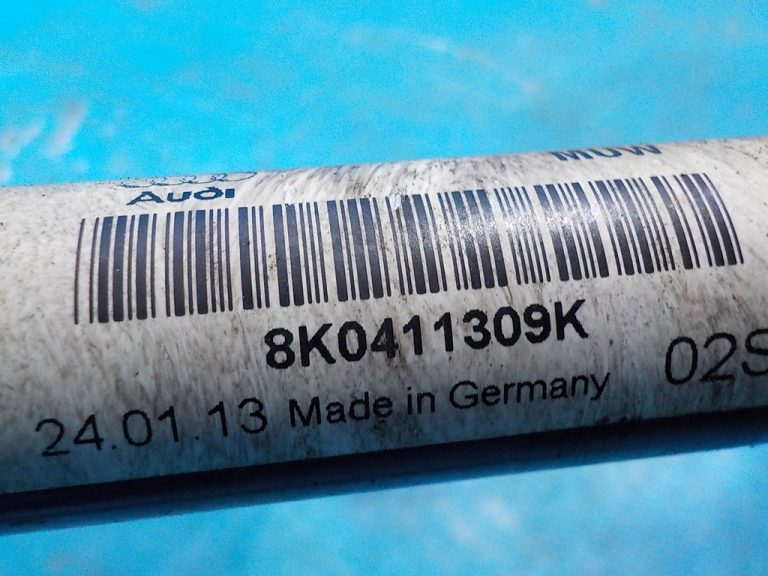 Audi MUW
8K0411309K
02S
24.01.13 Made in Germany